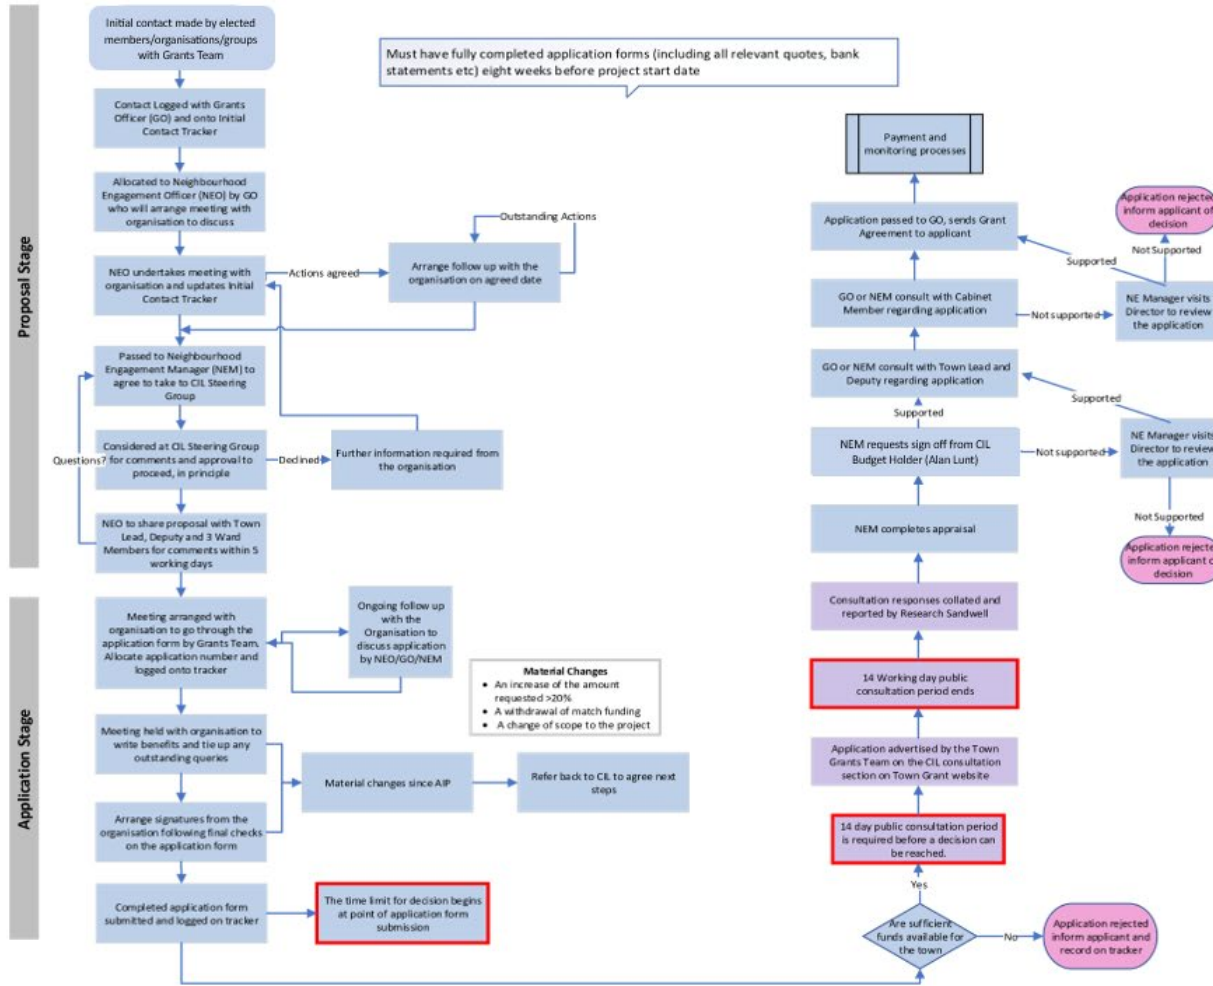 Proposal Stage
Initial contact made by elected
members/organisations/groups
with Grants Team
Contact Logged with Grants
Officer (GO) and onto Initial
Contact Tracker
Allocated to Neighbourhood
Engagement Officer (NEO) by GO
who will arrange meeting with
organisation to discuss
NEO undertakes meeting with
organisation and updates Initial
Contact Tracker
Actions agreed
Arrange follow up with the
organisation on agreed date
Outstanding Actions
Passed to Neighbourhood
Engagement Manager (NEM) to
agree to take to CIL Steering
Group
Considered at CIL Steering Group
for comments and approval to
proceed, in principle
Questions?
Declined
Further information required from
the organisation
NEO to share proposal with Town
Lead, Deputy and 3 Ward
Members for comments within 5
working days
Application Stage
Meeting arranged with
organisation to go through the
application form by Grants Team.
Allocate application number and
logged onto tracker
Ongoing follow up
with the
Organisation to
discuss application
by NEO/GO/NEM
Material Changes
• An increase of the amount
requested >20%
• A withdrawal of match funding
• A change of scope to the project
Meeting held with organisation to
write benefits and tie up any
outstanding queries
Material changes since AIP
Refer back to CIL to agree next
steps
Arrange signatures from the
organisation following final checks
on the application form
Completed application form
submitted and logged on tracker
The time limit for decision begins
at point of application form
submission
Must have fully completed application forms (including all relevant quotes, bank
statements etc) eight weeks before project start date
Payment and
monitoring processes
Application passed to GO, sends Grant
Agreement to applicant
Application rejected
inform applicant of
decision
Not Supported
Supported
GO or NEM consult with Cabinet
Member regarding application
Not supported
NE Manager visits
Director to review
the application
GO or NEM consult with Town Lead and
Deputy regarding application
Supported
Supported
NEM requests sign off from CIL
Budget Holder (Alan Lunt)
Not supported
NE Manager visits
Director to review
the application
Not Supported
Application rejected
inform applicant of
decision
NEM completes appraisal
Consultation responses collated and
reported by Research Sandwell
14 Working day public
consultation period ends
Application advertised by the Town
Grants Team on the CIL consultation
section on Town Grant website
14 day public consultation period
is required before a decision can
be reached.
Yes
Are sufficient
funds available for
the town
No
Application rejected
inform applicant and
record on tracker